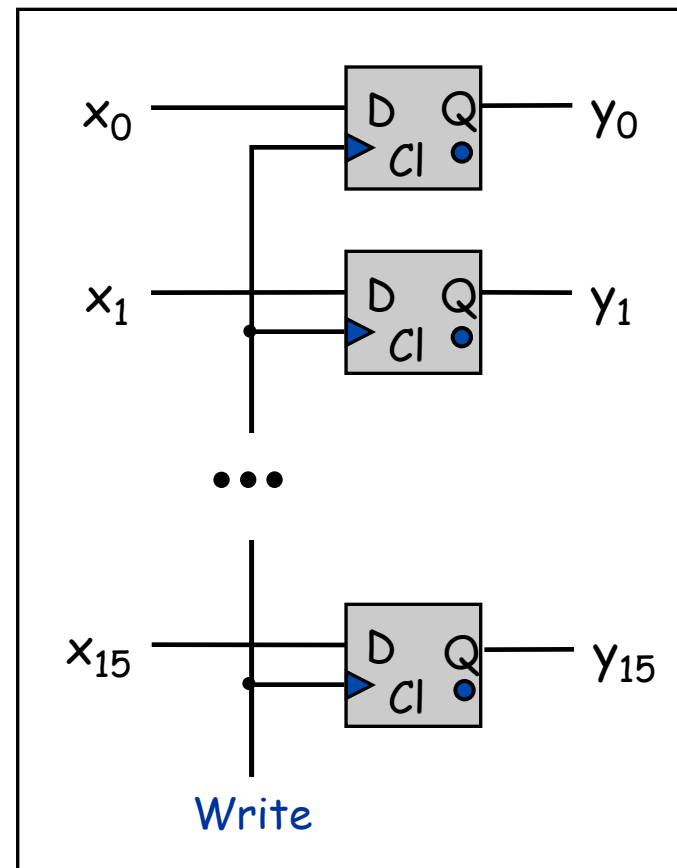 x₀ D Q y₀
Cl
x₁ D Q y₁
Cl
•••
x₁₅ D Q y₁₅
Cl
Write